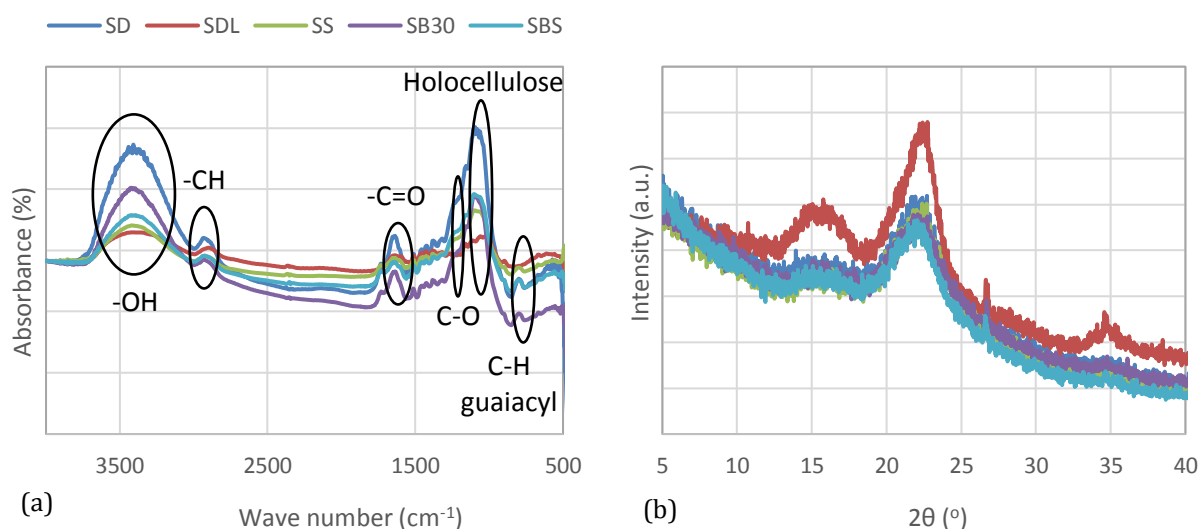 SD SDL SS SB30 SBS
Holocellulose
-CH
-C=O
-OH
C-O
C-H
guaiacyl
Absorbance (%)
3500 2500 1500 500
Wave number (cm⁻¹)
(a)
Intensity (a.u.)
5 10 15 20 25 30 35 40
2θ (°)
(b)